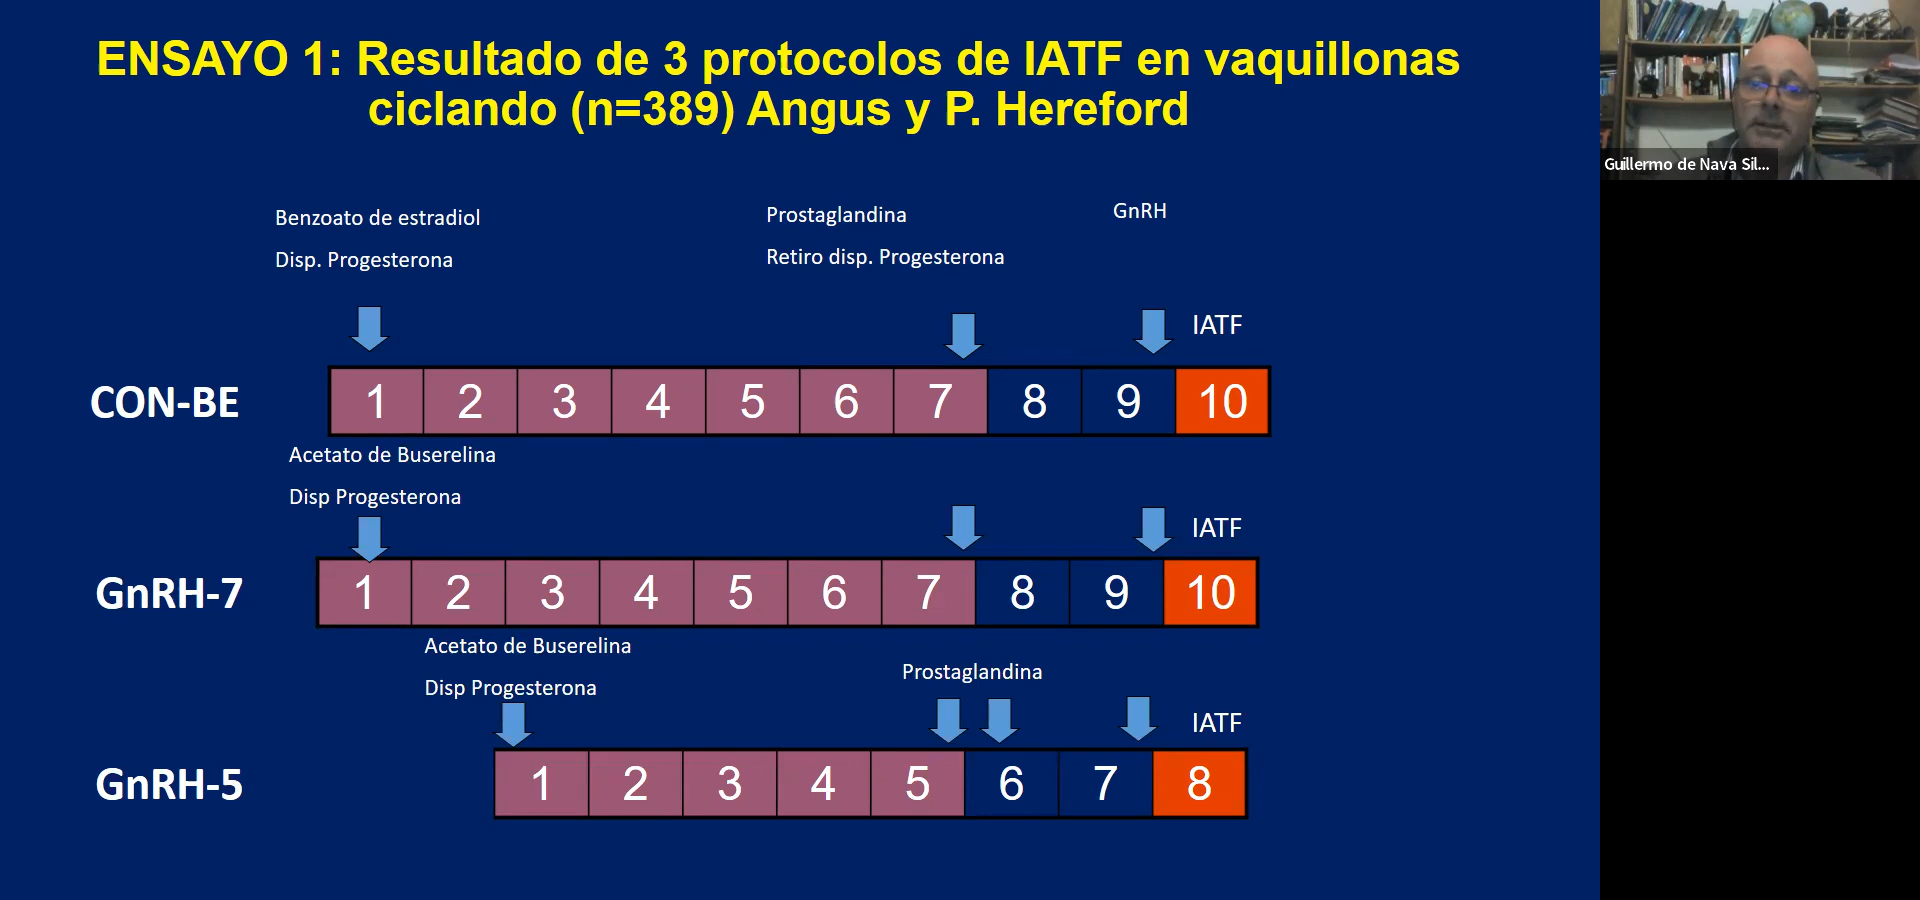 ENSAYO 1: Resultado de 3 protocolos de IATF en vaquillonas
ciclando (n=389) Angus y P. Hereford
Guillermo de Nava Sil...
Benzoato de estradiol
Disp. Progesterona
Prostaglandina
Retiro disp. Progesterona
GnRH
IATF
CON-BE
1 2 3 4 5 6 7 8 9 10
Acetato de Buserelina
Disp Progesterona
IATF
GnRH-7
1 2 3 4 5 6 7 8 9 10
Acetato de Buserelina
Disp Progesterona
Prostaglandina
IATF
GnRH-5
1 2 3 4 5 6 7 8